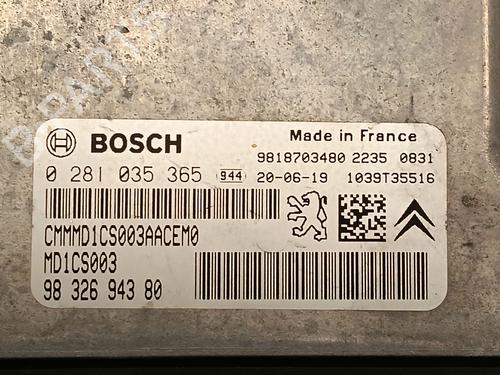 BOSCH
Made in France
9818703480 2235 0831
0 281 035 365 944 20-06-19 1039T35516
CMMMD1CS003AACEM0
MD1CS003
98 326 943 80
B-PARTS